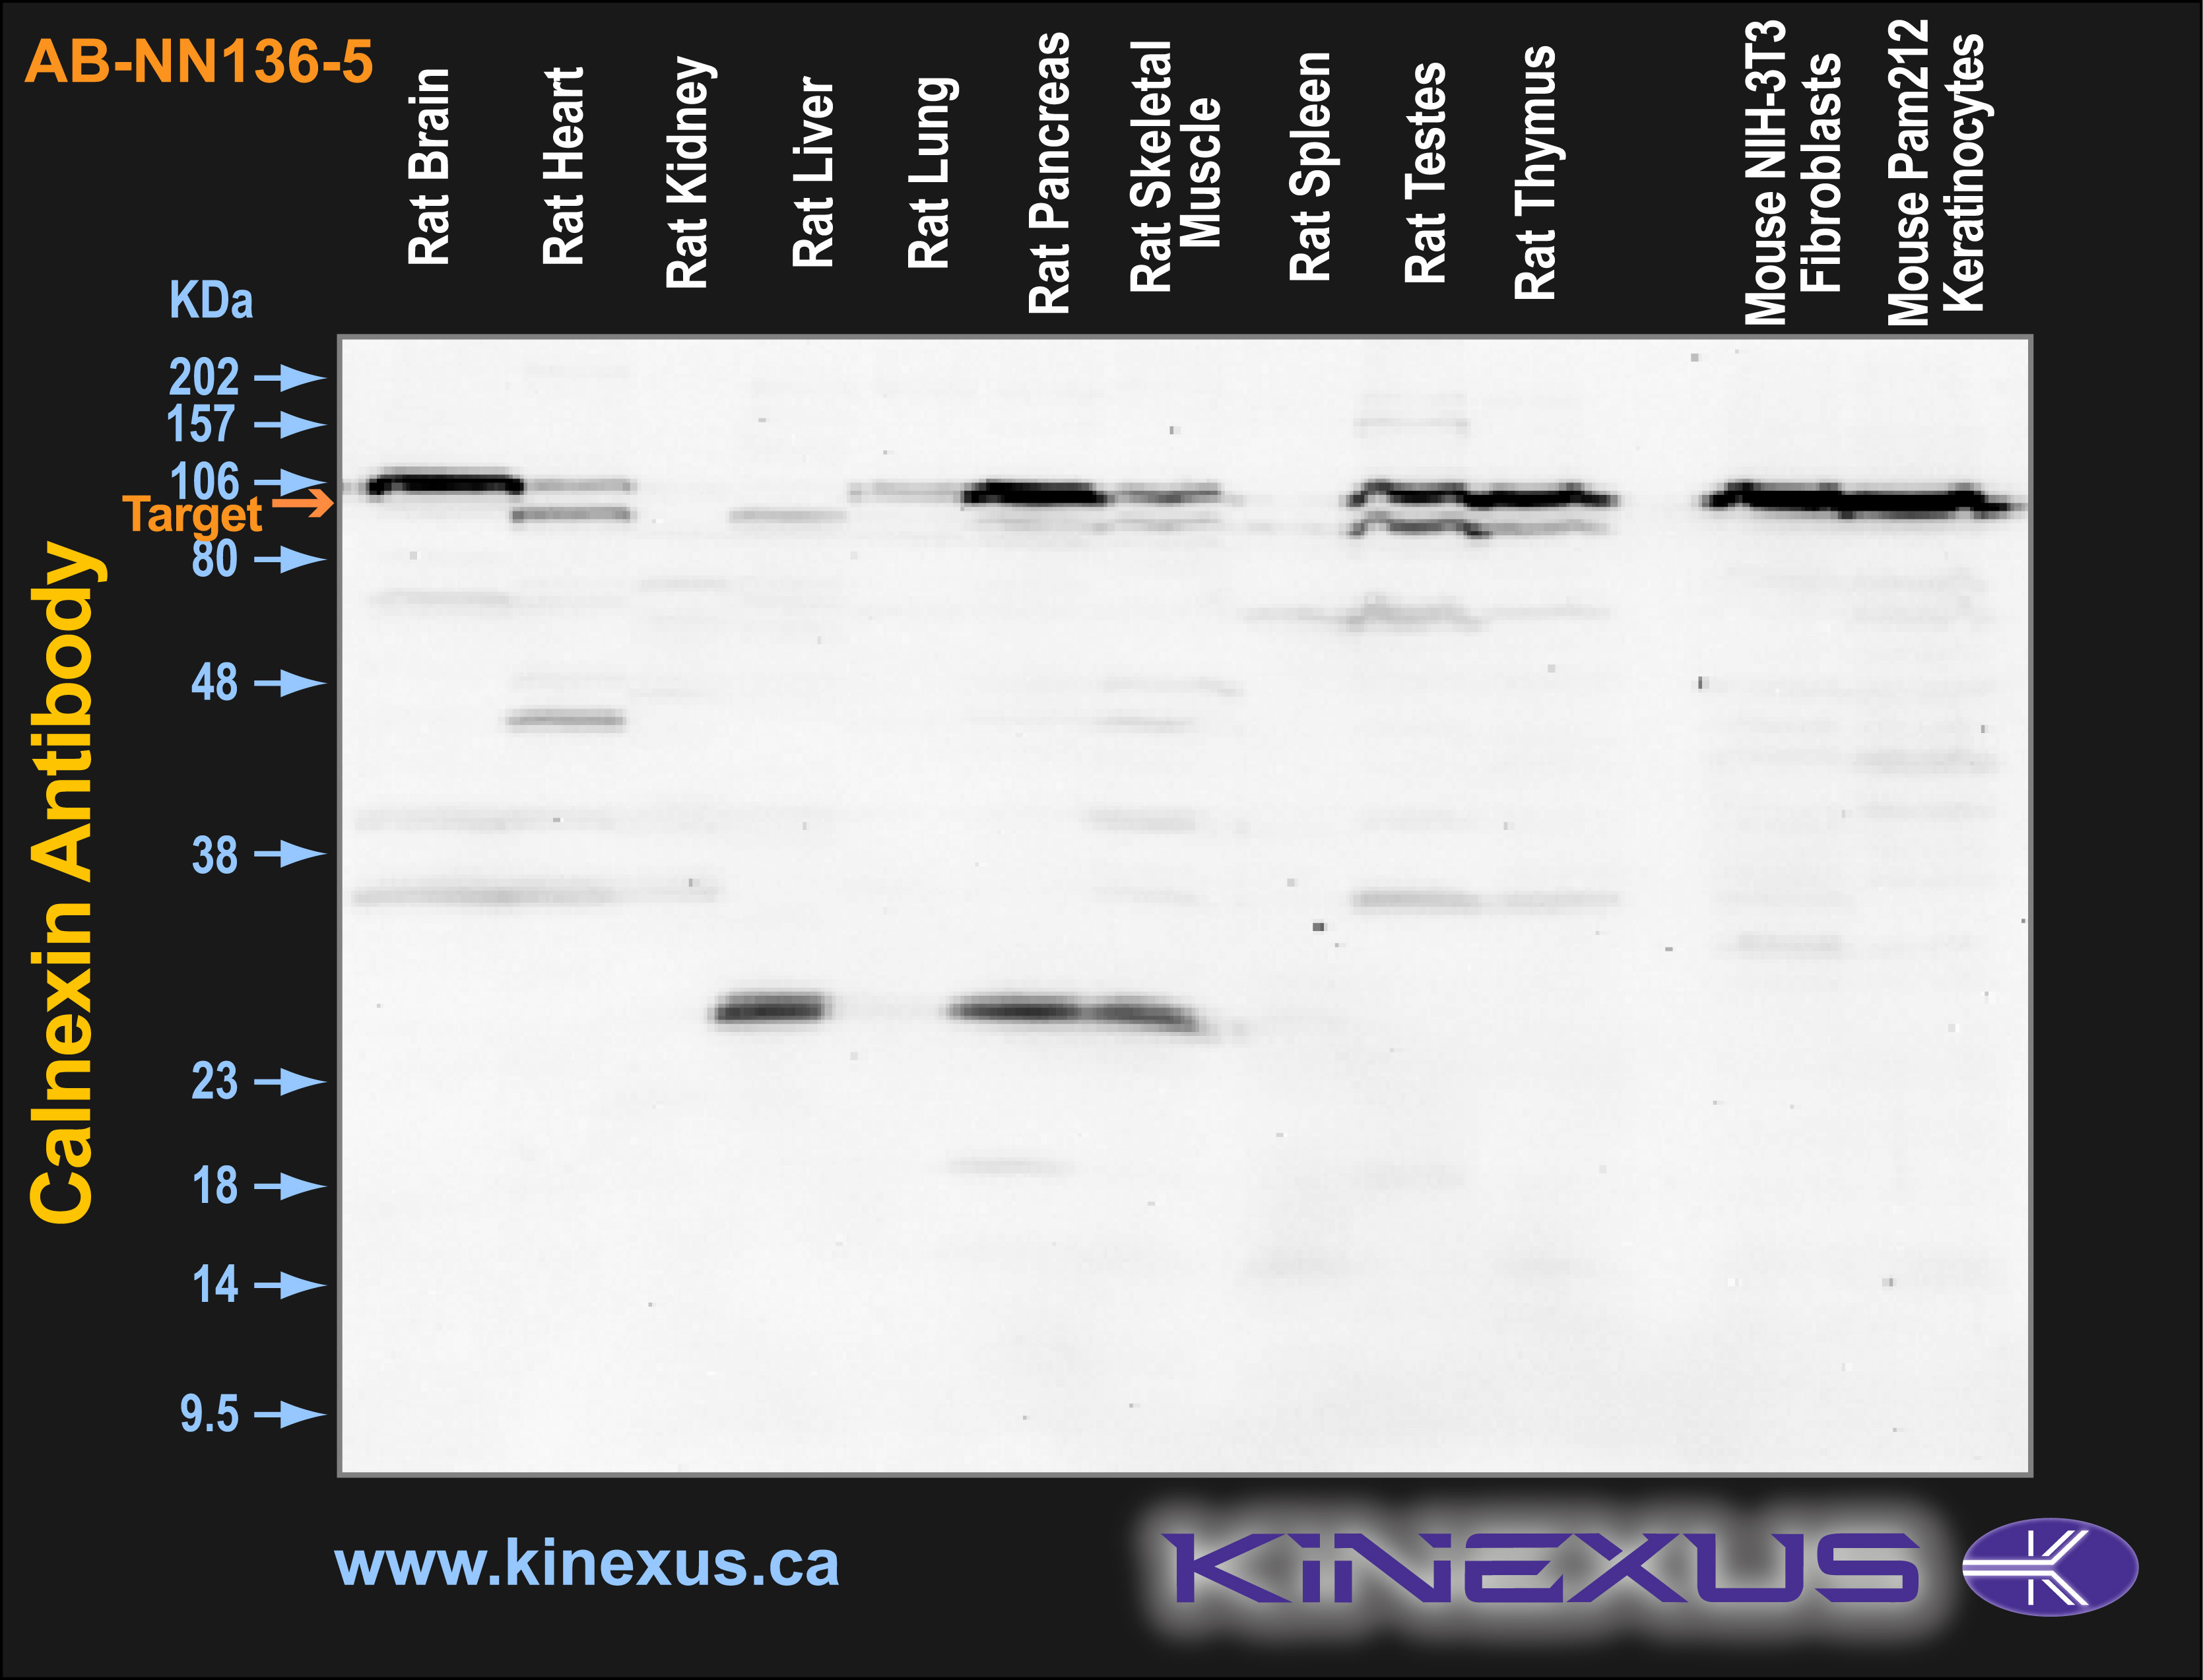 AB-NN136-5
Rat Brain
Rat Heart
Rat Kidney
Rat Liver
Rat Lung
Rat Pancreas
Rat Skeletal
Muscle
Rat Spleen
Rat Testes
Rat Thymus
Mouse NIH-3T3
Fibroblasts
Mouse Pam212
Keratinocytes
KDa
202
157
106
Target
80
48
38
23
18
14
9.5
Calnexin Antibody
www.kinexus.ca
KiNEXUS